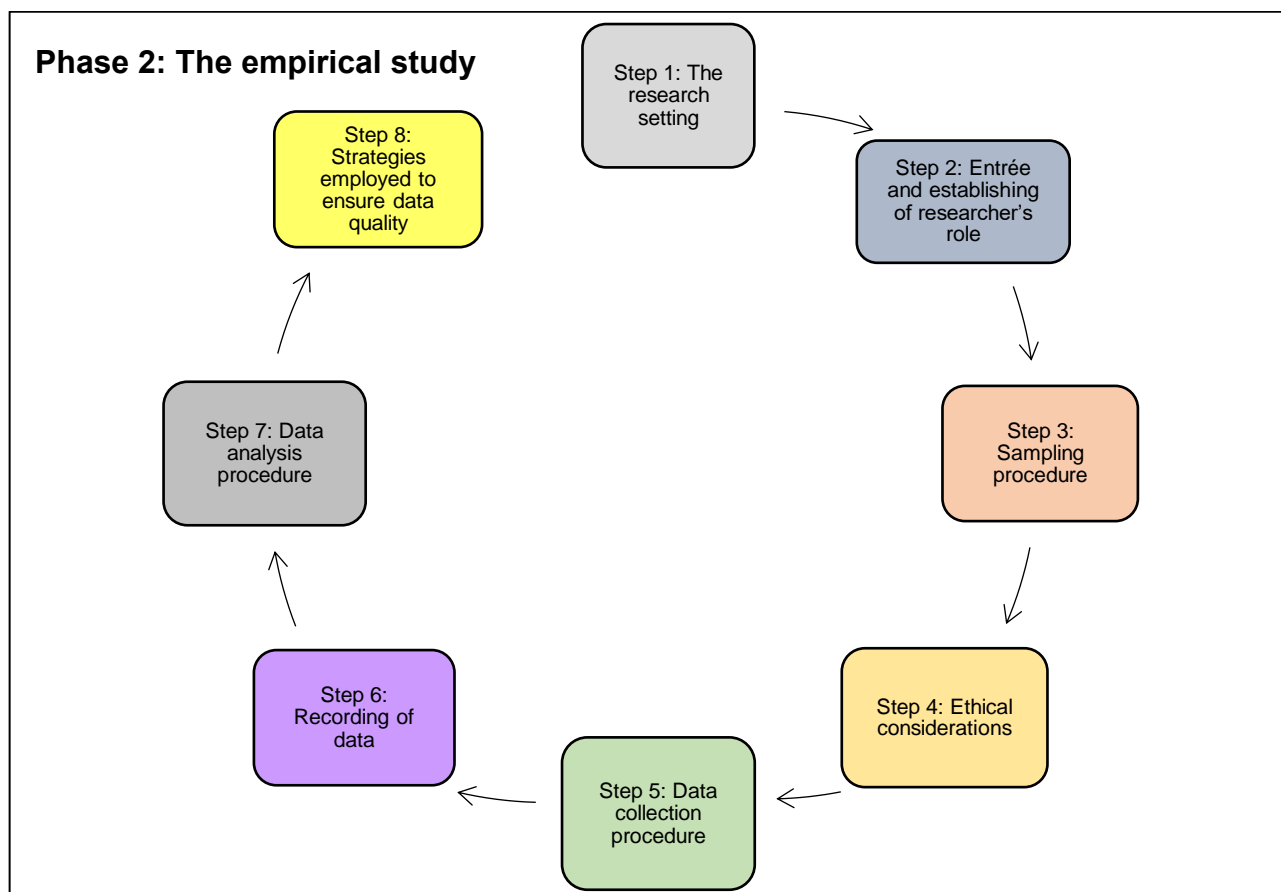 Phase 2: The empirical study
Step 1: The
research
setting
Step 2: Entrée
and establishing
of researcher’s
role
Step 3:
Sampling
procedure
Step 4: Ethical
considerations
Step 5: Data
collection
procedure
Step 6:
Recording of
data
Step 7: Data
analysis
procedure
Step 8:
Strategies
employed to
ensure data
quality